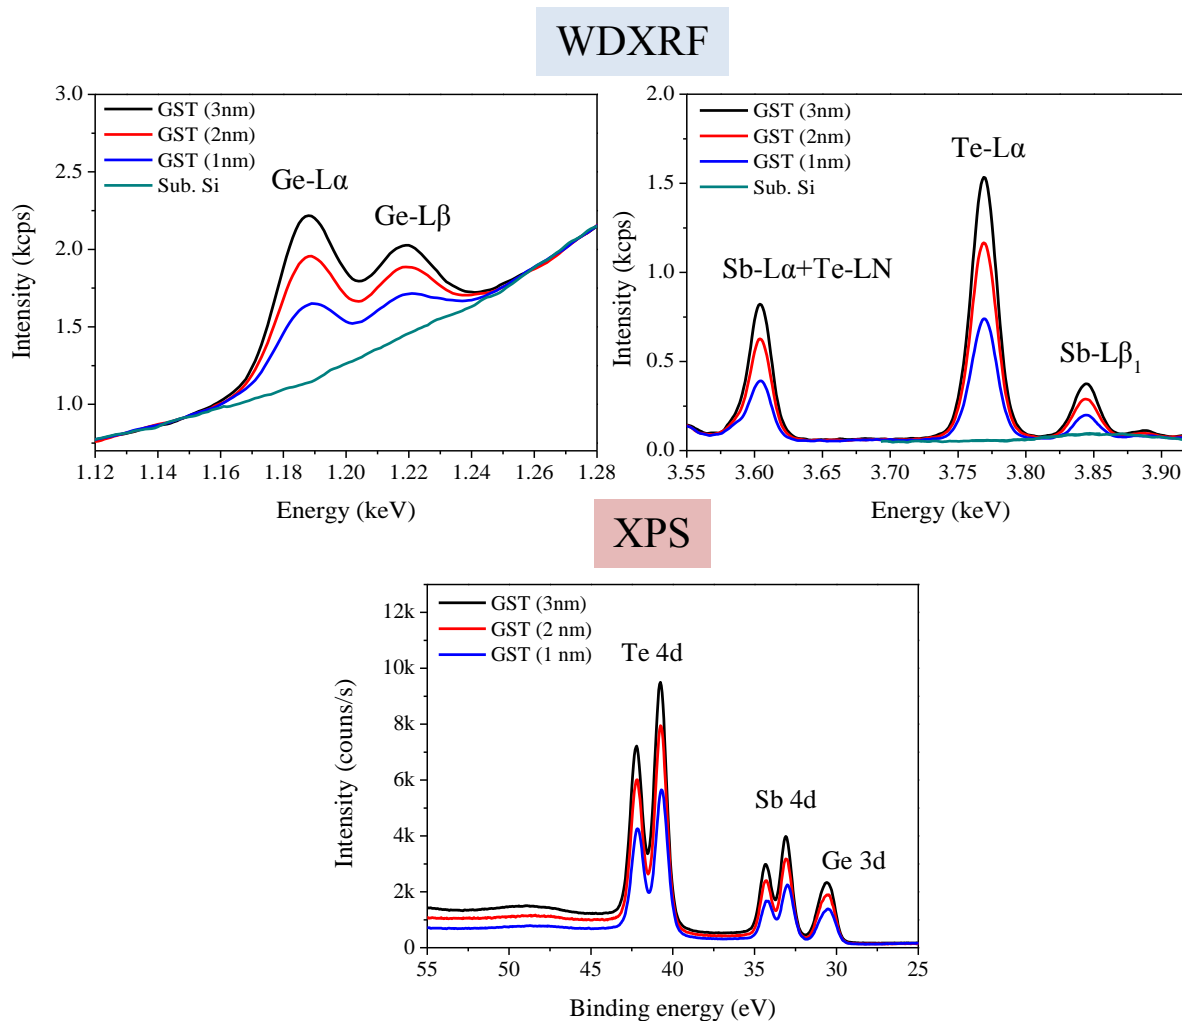 WDXRF
3.0
2.5
2.0
1.5
1.0
Intensity (kcps)
GST (3nm)
GST (2nm)
GST (1nm)
Sub. Si
Ge-Lα
Ge-Lβ
1.12 1.14 1.16 1.18 1.20 1.22 1.24 1.26 1.28
Energy (keV)
2.0
1.5
1.0
0.5
0.0
Intensity (kcps)
GST (3nm)
GST (2nm)
GST (1nm)
Sub. Si
Te-Lα
Sb-Lα+Te-LN
Sb-Lβ₁
3.55 3.60 3.65 3.70 3.75 3.80 3.85 3.90
Energy (keV)
XPS
12k
10k
8k
6k
4k
2k
0
Intensity (couns/s)
GST (3nm)
GST (2 nm)
GST (1 nm)
Te 4d
Sb 4d
Ge 3d
55 50 45 40 35 30 25
Binding energy (eV)